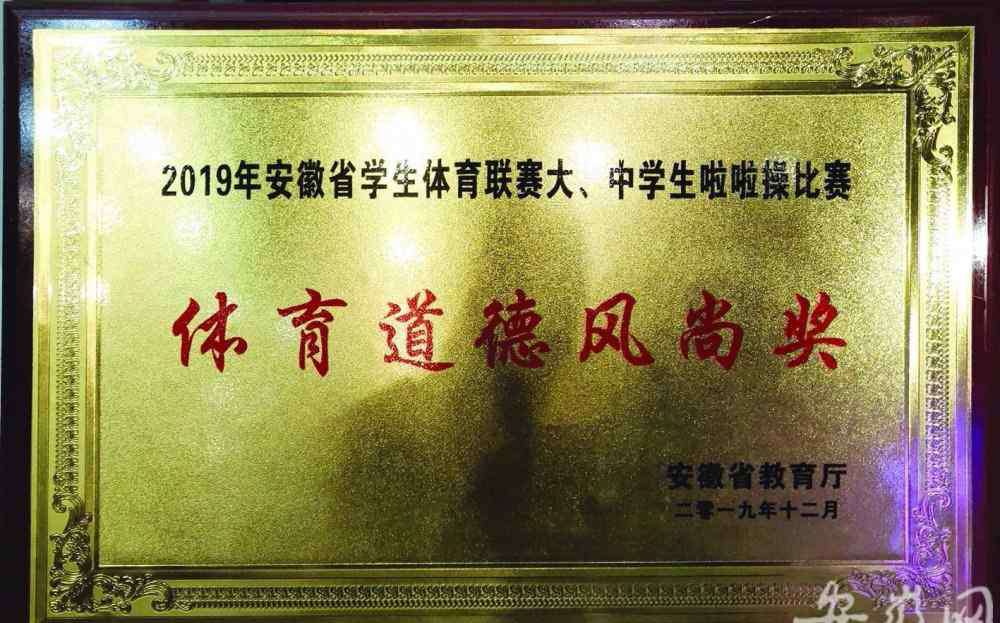 2019年安徽省学生体育联赛大、中学生啦啦操比赛
体育道德风尚奖
安徽省教育厅
二零一九年十二月